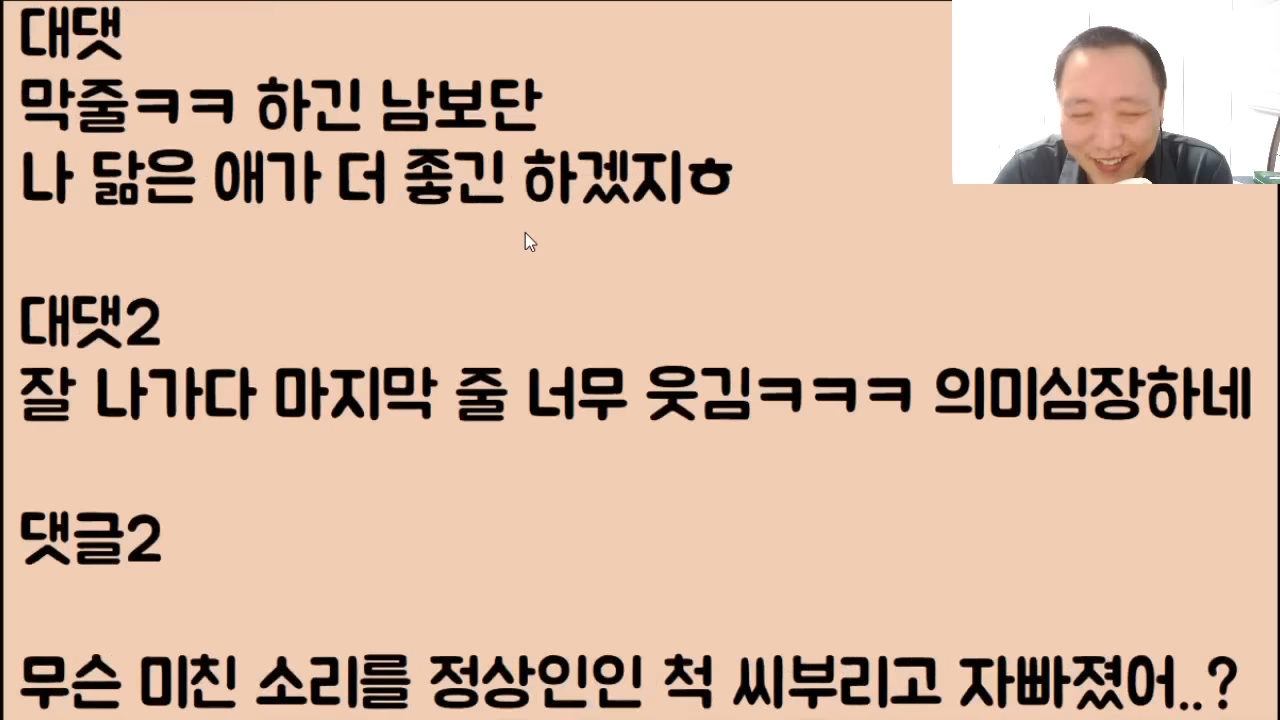 대댓
막줄ㅋㅋ 하긴 남보단
나 닮은 애가 더 좋긴 하겠지ㅎ
대댓2
잘 나가다 마지막 줄 너무 웃김ㅋㅋㅋ 의미심장하네
댓글2
무슨 미친 소리를 정상인인 척 씨부리고 자빠졌어..?